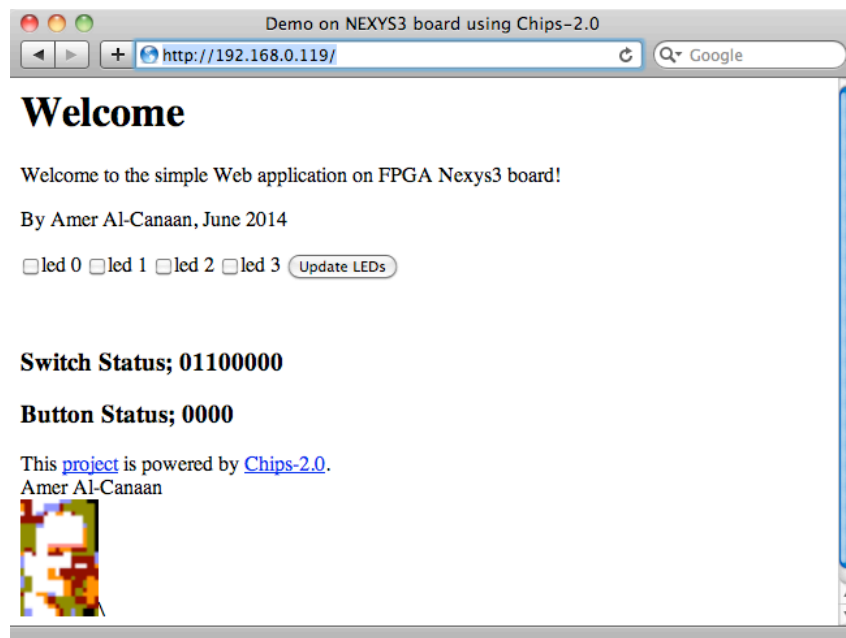 Demo on NEXYS3 board using Chips-2.0
http://192.168.0.119/
Google
Welcome
Welcome to the simple Web application on FPGA Nexys3 board!
By Amer Al-Canaan, June 2014
led 0 led 1 led 2 led 3 Update LEDs
Switch Status; 01100000
Button Status; 0000
This project is powered by Chips-2.0.
Amer Al-Canaan
\